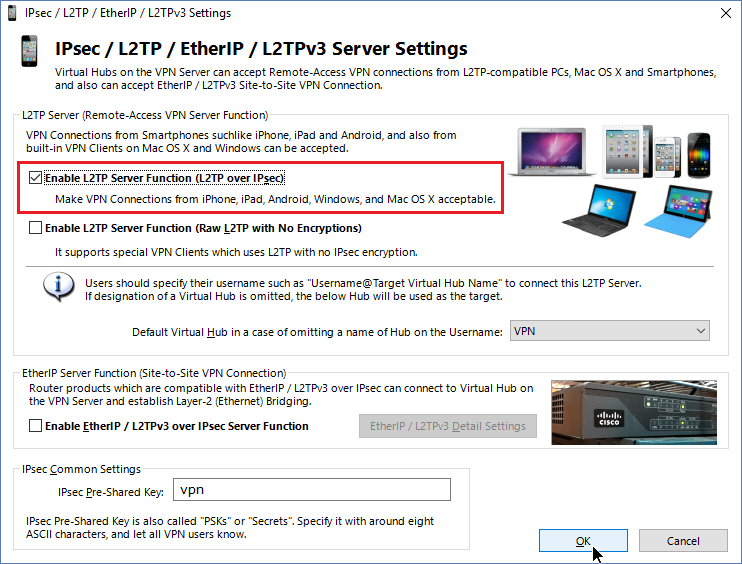 IPsec / L2TP / EtherIP / L2TPv3 Settings
IPsec / L2TP / EtherIP / L2TPv3 Server Settings
Virtual Hubs on the VPN Server can accept Remote-Access VPN connections from L2TP-compatible PCs, Mac OS X and Smartphones,
and also can accept EtherIP / L2TPv3 Site-to-Site VPN Connection.
L2TP Server (Remote-Access VPN Server Function)
VPN Connections from Smartphones suchlike iPhone, iPad and Android, and also from
built-in VPN Clients on Mac OS X and Windows can be accepted.
Enable L2TP Server Function (L2TP over IPsec)
Make VPN Connections from iPhone, iPad, Android, Windows, and Mac OS X acceptable.
Enable L2TP Server Function (Raw L2TP with No Encryptions)
It supports special VPN Clients which uses L2TP with no IPsec encryption.
Users should specify their username such as "Username@Target Virtual Hub Name" to connect this L2TP Server.
If designation of a Virtual Hub is omitted, the below Hub will be used as the target.
Default Virtual Hub in a case of omitting a name of Hub on the Username:
VPN
EtherIP Server Function (Site-to-Site VPN Connection)
Router products which are compatible with EtherIP / L2TPv3 over IPsec can connect to Virtual Hub on
the VPN Server and establish Layer-2 (Ethernet) Bridging.
Enable EtherIP / L2TPv3 over IPsec Server Function
EtherIP / L2TPv3 Detail Settings
CISCO
IPsec Common Settings
IPsec Pre-Shared Key:
vpn
IPsec Pre-Shared Key is also called "PSKs" or "Secrets". Specify it with around eight
ASCII characters, and let all VPN users know.
OK
Cancel